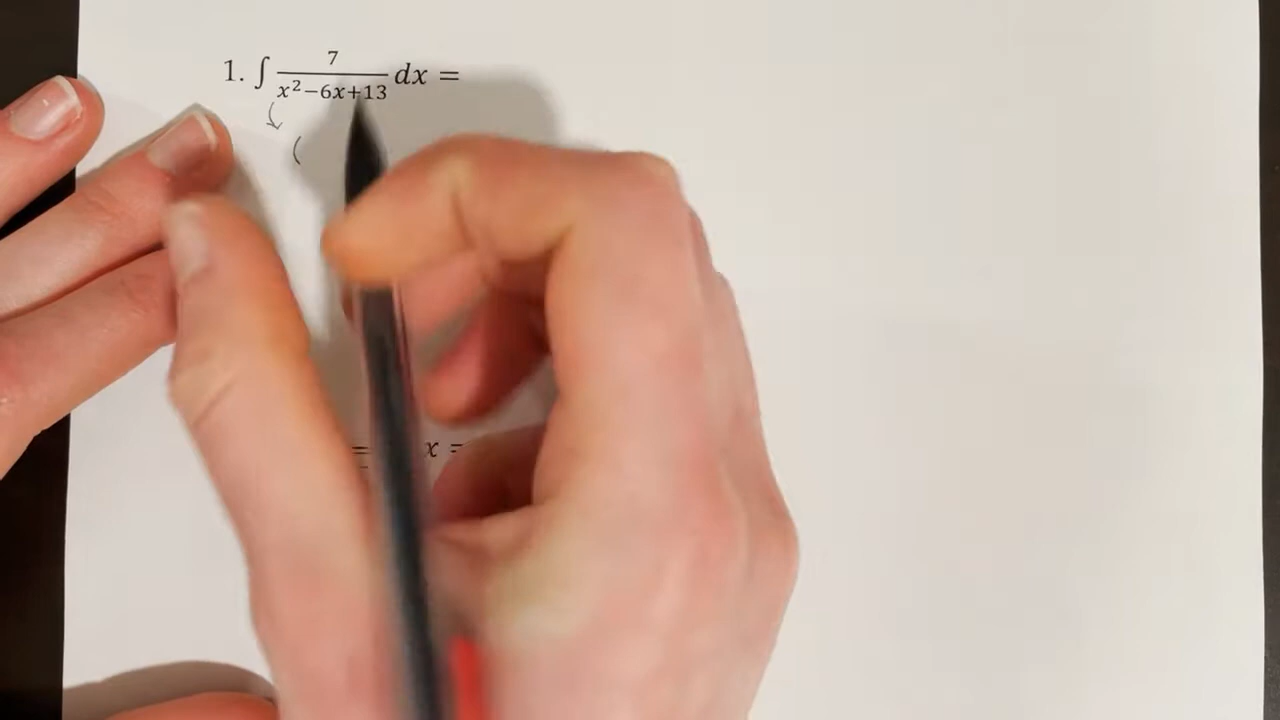 1. ∫ 7/(x²−6x+13) dx =
(
= x =